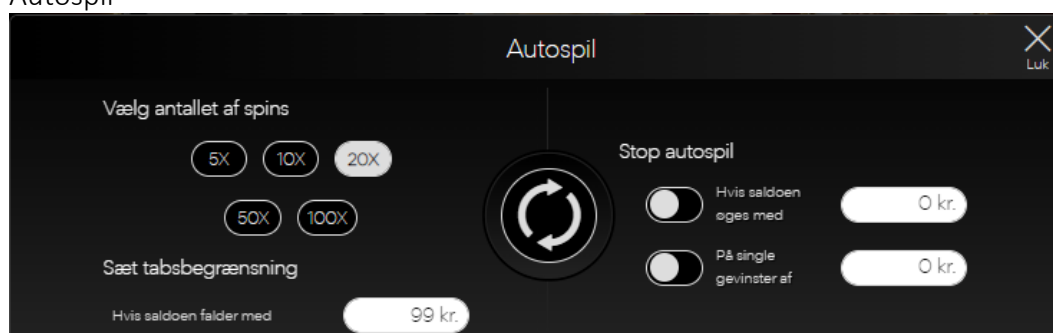 Autospil
Autospil
Luk
Vælg antallet af spins
5X 10X 20X
50X 100X
Sæt tabsbegrænsning
Hvis saldoen falder med 99 kr.
Stop autospil
Hvis saldoen
øges med
0 kr.
På single
gevinster af
0 kr.